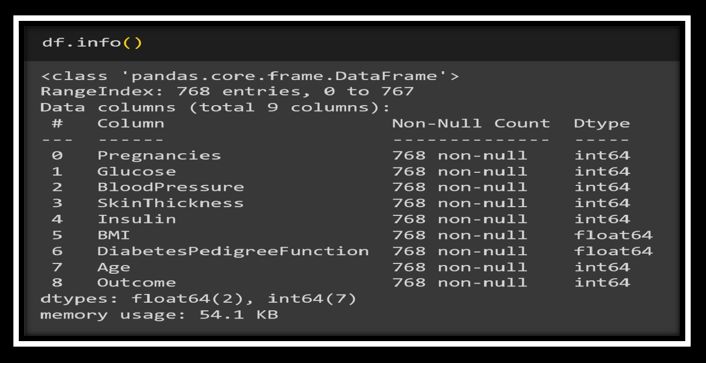 df.info()
<class 'pandas.core.frame.DataFrame'>
RangeIndex: 768 entries, 0 to 767
Data columns (total 9 columns):
 #   Column                    Non-Null Count  Dtype
---  ------                    --------------  -----
 0   Pregnancies               768 non-null    int64
 1   Glucose                   768 non-null    int64
 2   BloodPressure             768 non-null    int64
 3   SkinThickness             768 non-null    int64
 4   Insulin                   768 non-null    int64
 5   BMI                       768 non-null    float64
 6   DiabetesPedigreeFunction  768 non-null    float64
 7   Age                       768 non-null    int64
 8   Outcome                   768 non-null    int64
dtypes: float64(2), int64(7)
memory usage: 54.1 KB